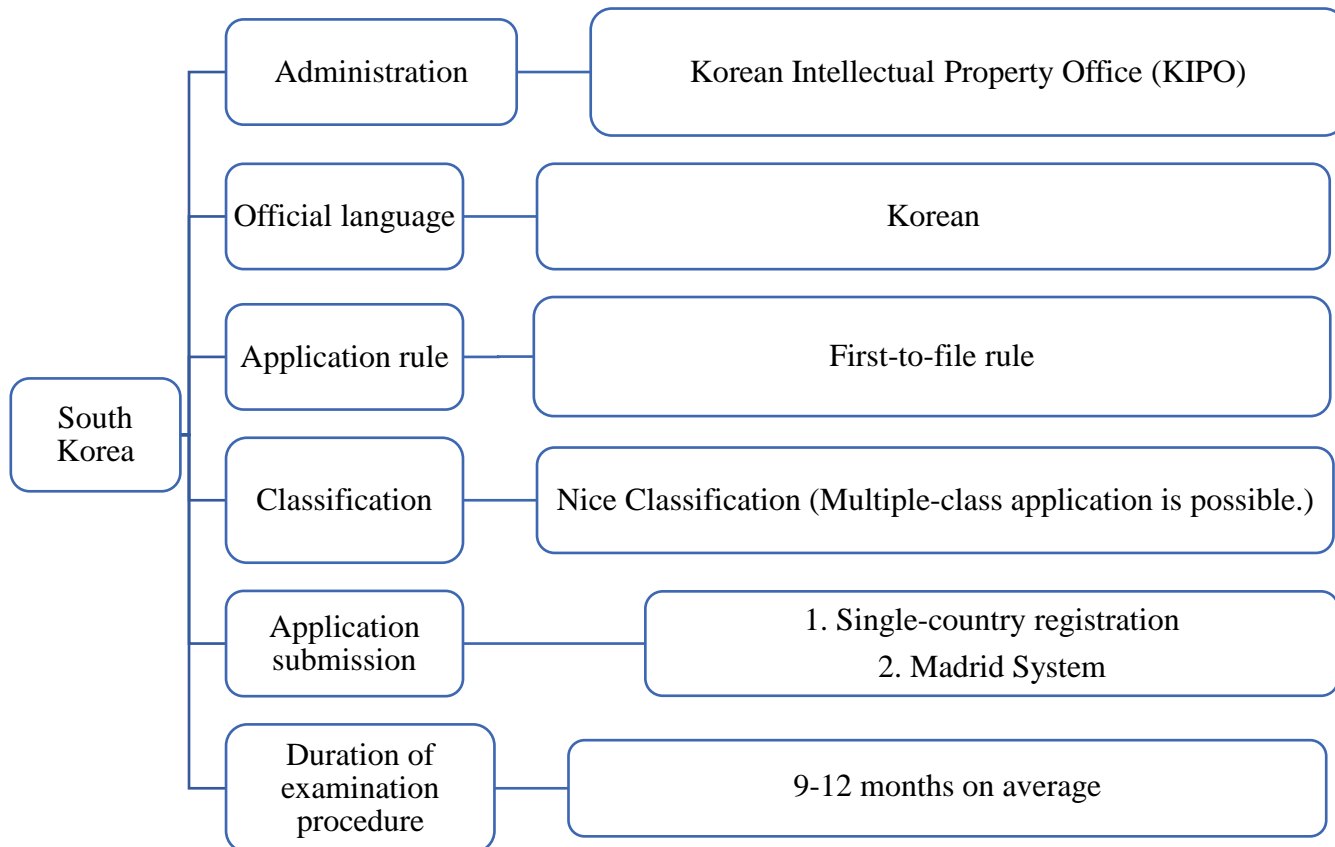 Administration
Korean Intellectual Property Office (KIPO)
Official language
Korean
Application rule
First-to-file rule
South
Korea
Classification
Nice Classification (Multiple-class application is possible.)
Application
submission
1. Single-country registration
2. Madrid System
Duration of
examination
procedure
9-12 months on average